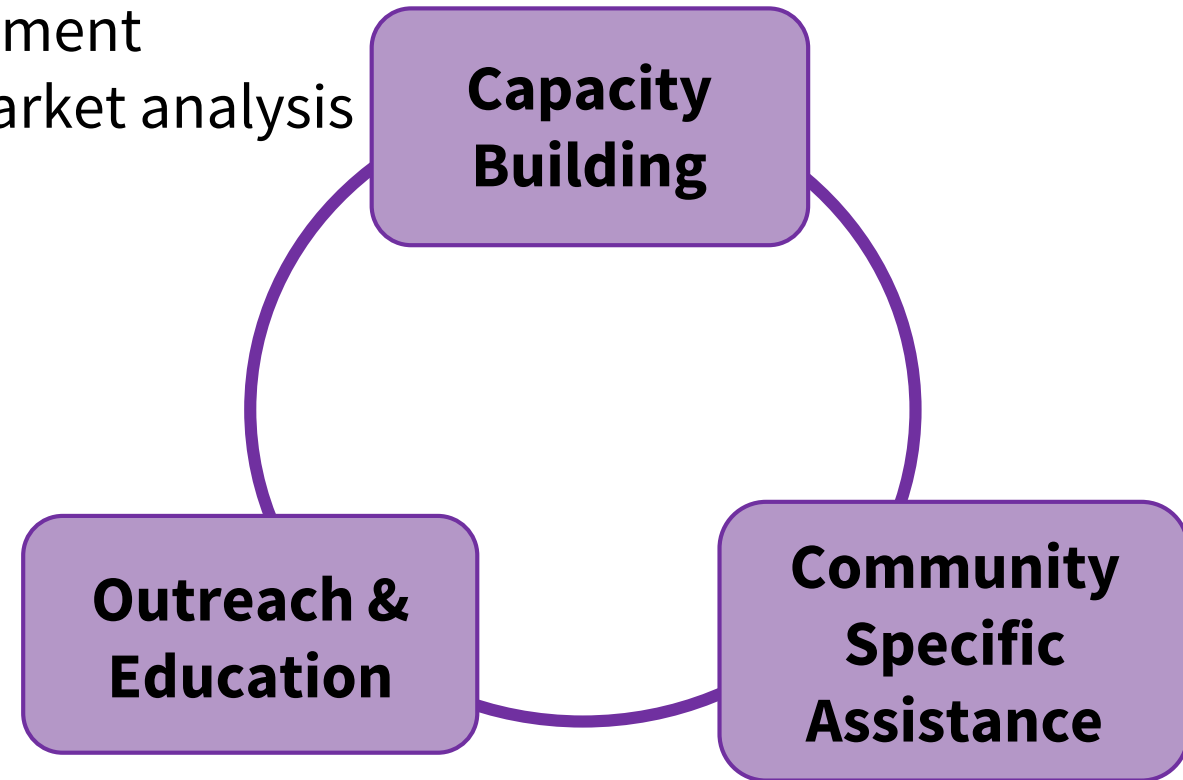 ment
arket analysis
Capacity
Building
Outreach &
Education
Community
Specific
Assistance